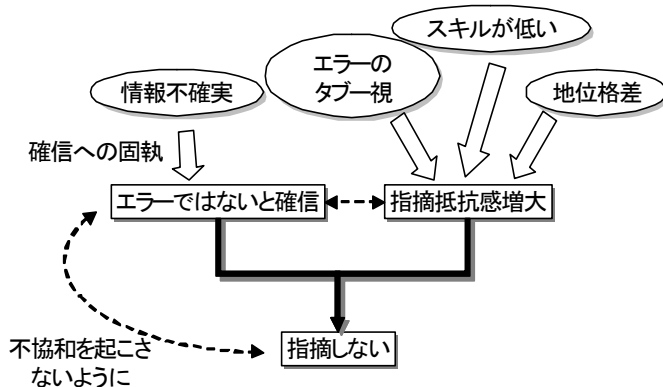 スキルが低い
エラーの
タブー視
情報不確実
地位格差
確信への固執
エラーではないと確信
指摘抵抗感増大
不協和を起こさ
ないように
指摘しない